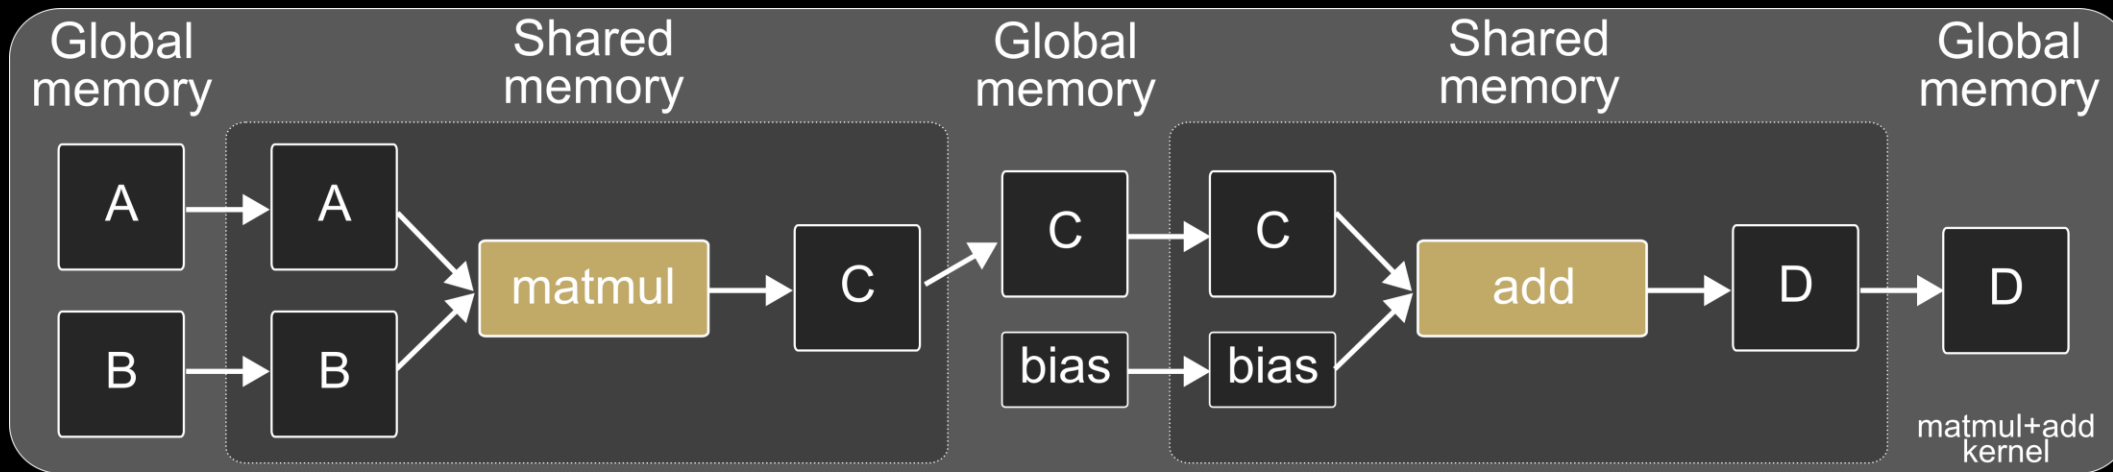 Global
memory
Shared
memory
Global
memory
Shared
memory
Global
memory
A
A
B
B
matmul
C
C
C
bias
bias
add
D
D
matmul+add
kernel